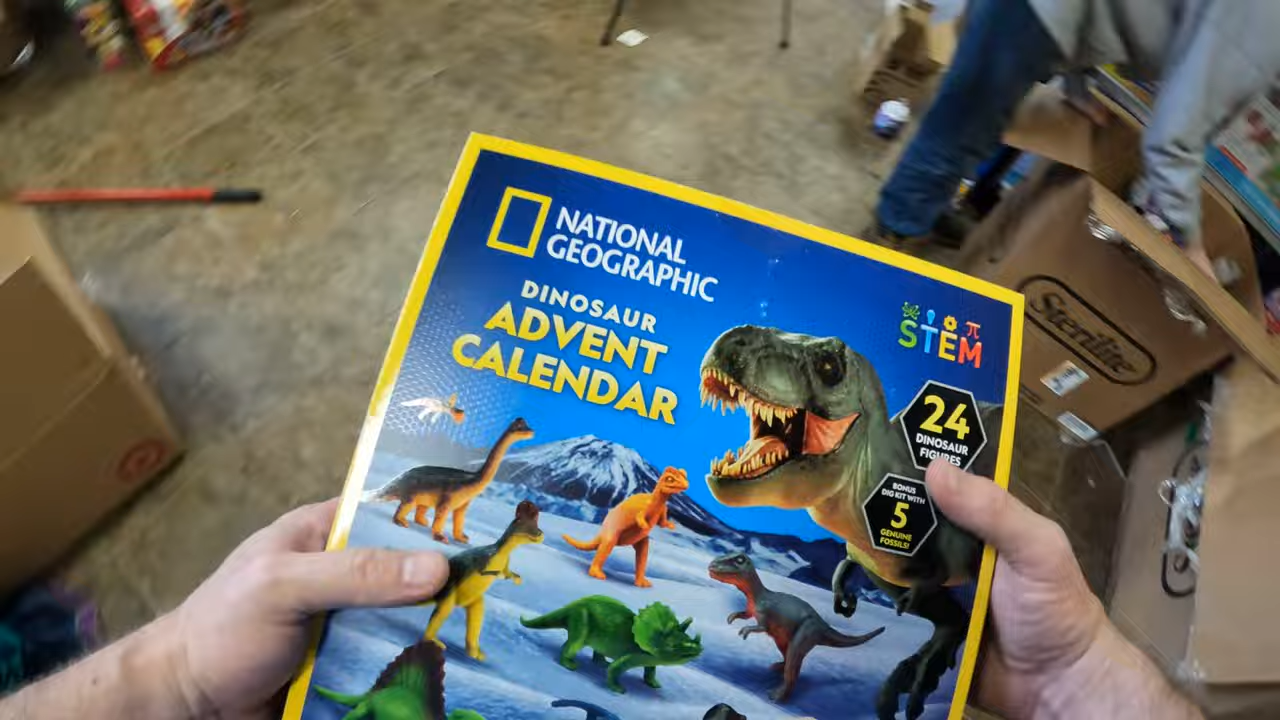 NATIONAL
GEOGRAPHIC
DINOSAUR
ADVENT
CALENDAR
STEM
24
DINOSAUR
FIGURES
BONUS
DIG KIT WITH
5
GENUINE
FOSSILS!
Sterilite